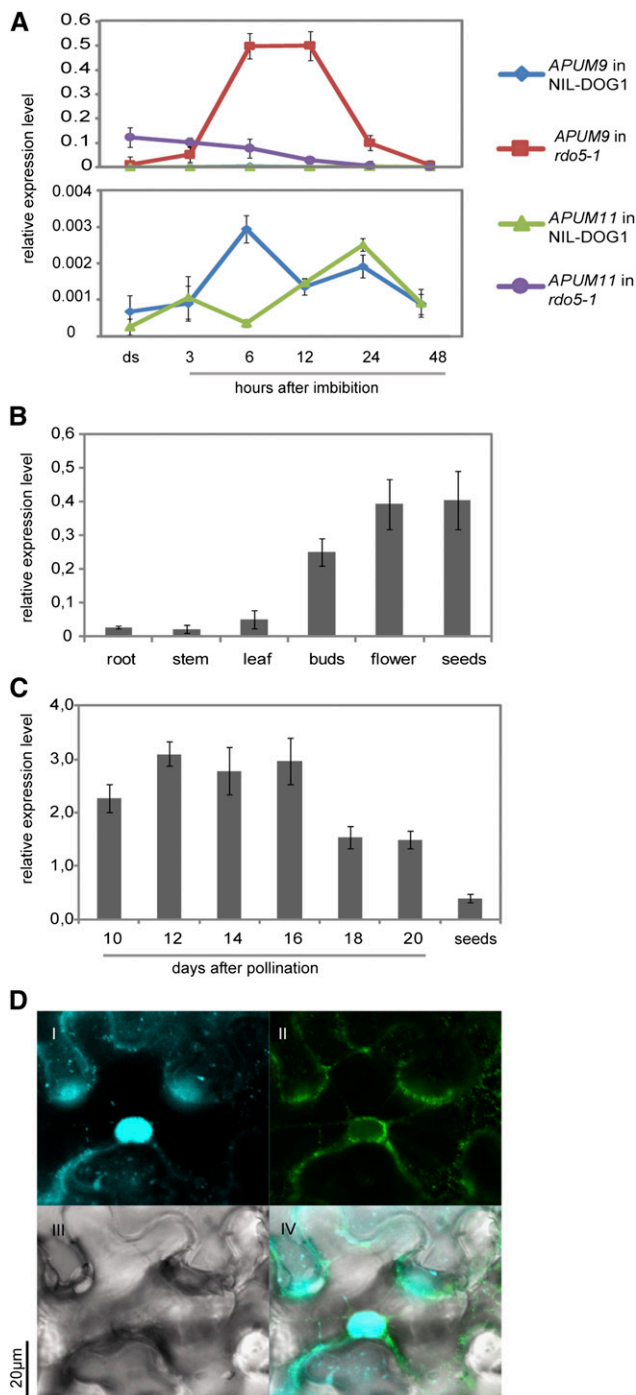 A
relative expression level
0.6
0.5
0.4
0.3
0.2
0.1
0
0.004
0.003
0.002
0.001
0
ds 3 6 12 24 48
hours after imbibition
APUM9 in
NIL-DOG1
APUM9 in
rdo5-1
APUM11 in
NIL-DOG1
APUM11 in
rdo5-1
B
relative expression level
0,6
0,5
0,4
0,3
0,2
0,1
0
root stem leaf buds flower seeds
C
relative expression level
4,0
3,0
2,0
1,0
0,0
10 12 14 16 18 20 seeds
days after pollination
D
I
II
III
IV
20µm